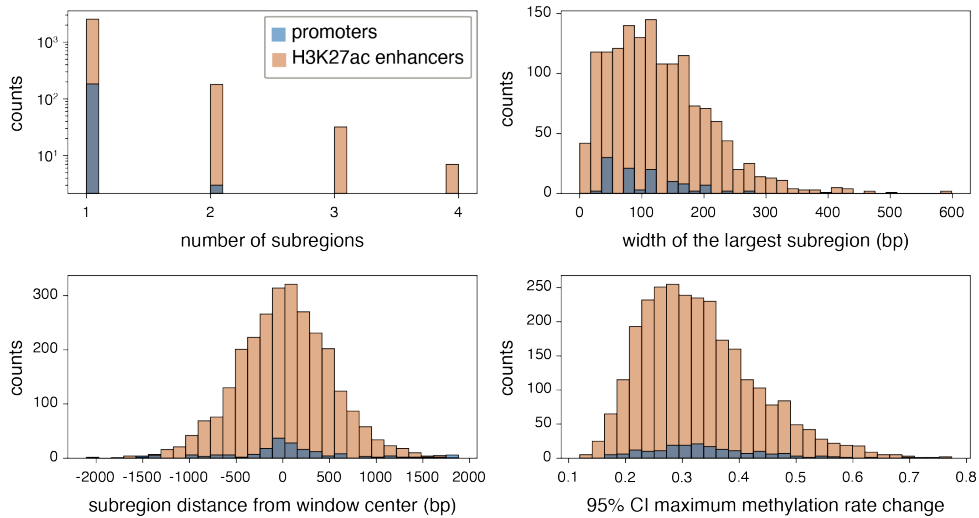 promoters
H3K27ac enhancers
counts
10³
10²
10¹
1 2 3 4
number of subregions
counts
150
100
50
0
0 100 200 300 400 500 600
width of the largest subregion (bp)
counts
300
200
100
0
-2000 -1500 -1000 -500 0 500 1000 1500 2000
subregion distance from window center (bp)
counts
250
200
150
100
50
0
0.1 0.2 0.3 0.4 0.5 0.6 0.7 0.8
95% CI maximum methylation rate change